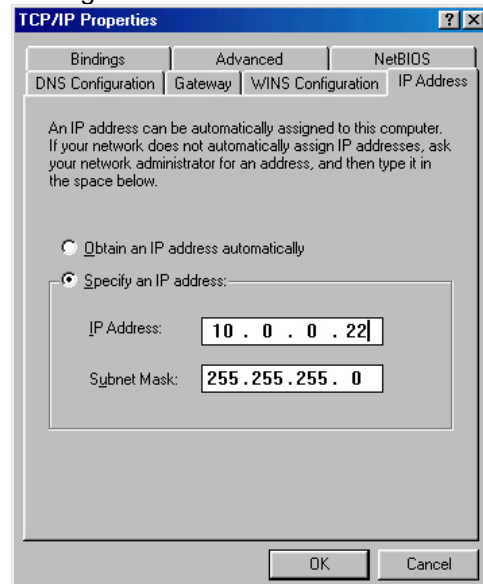 TCP/IP Properties
? X
Bindings Advanced NetBIOS
DNS Configuration Gateway WINS Configuration IP Address
An IP address can be automatically assigned to this computer.
If your network does not automatically assign IP addresses, ask
your network administrator for an address, and then type it in
the space below.
Obtain an IP address automatically
Specify an IP address:
IP Address: 10 . 0 . 0 . 22
Subnet Mask: 255 . 255 . 255 . 0
OK Cancel